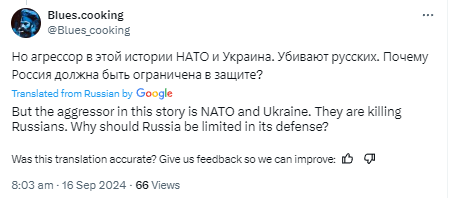 Blues.cooking
@Blues_cooking
Но агрессор в этой истории НАТО и Украина. Убивают русских. Почему
Россия должна быть ограничена в защите?
Translated from Russian by Google
But the aggressor in this story is NATO and Ukraine. They are killing
Russians. Why should Russia be limited in its defense?
Was this translation accurate? Give us feedback so we can improve:
8:03 am · 16 Sep 2024 · 66 Views